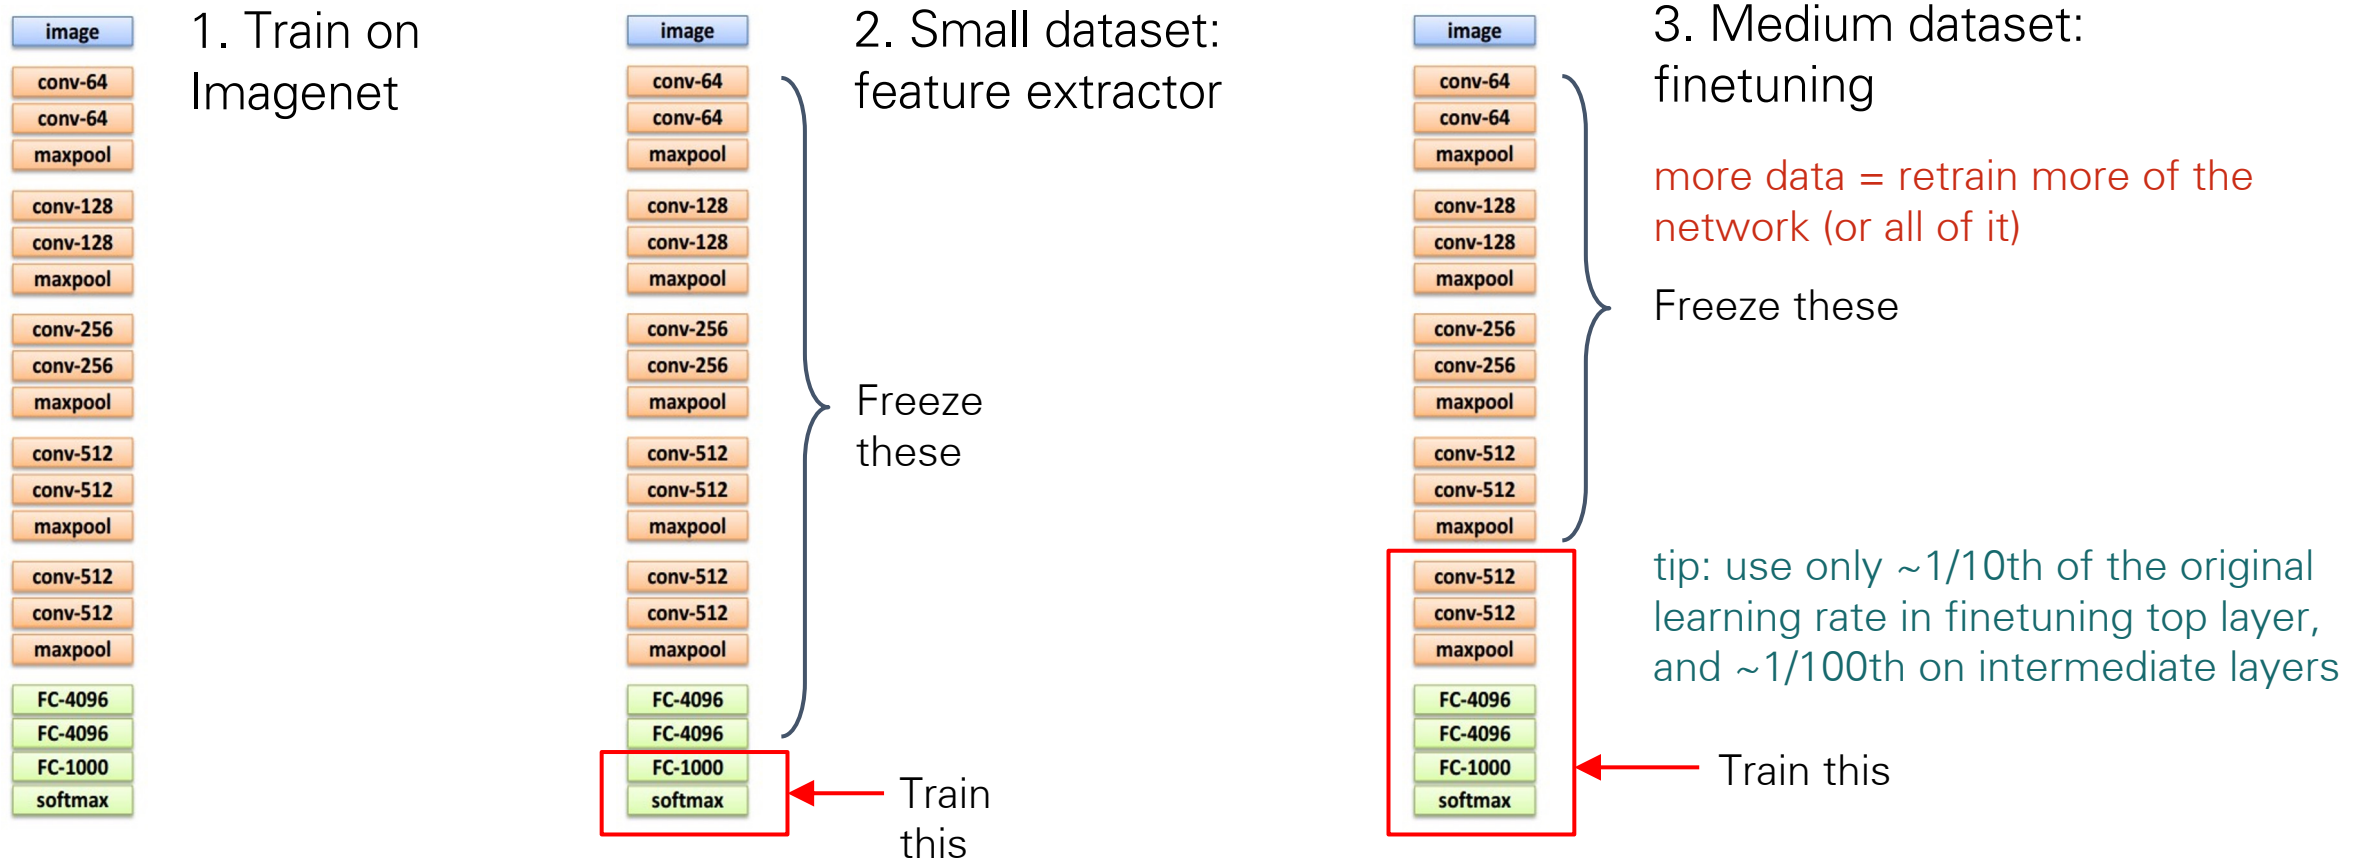 image
conv-64
conv-64
maxpool
conv-128
conv-128
maxpool
conv-256
conv-256
maxpool
conv-512
conv-512
maxpool
conv-512
conv-512
maxpool
FC-4096
FC-4096
FC-1000
softmax
1. Train on
Imagenet
image
conv-64
conv-64
maxpool
conv-128
conv-128
maxpool
conv-256
conv-256
maxpool
conv-512
conv-512
maxpool
conv-512
conv-512
maxpool
FC-4096
FC-4096
FC-1000
softmax
2. Small dataset:
feature extractor
Freeze
these
Train
this
image
conv-64
conv-64
maxpool
conv-128
conv-128
maxpool
conv-256
conv-256
maxpool
conv-512
conv-512
maxpool
conv-512
conv-512
maxpool
FC-4096
FC-4096
FC-1000
softmax
3. Medium dataset:
finetuning
more data = retrain more of the
network (or all of it)
Freeze these
tip: use only ~1/10th of the original
learning rate in finetuning top layer,
and ~1/100th on intermediate layers
Train this